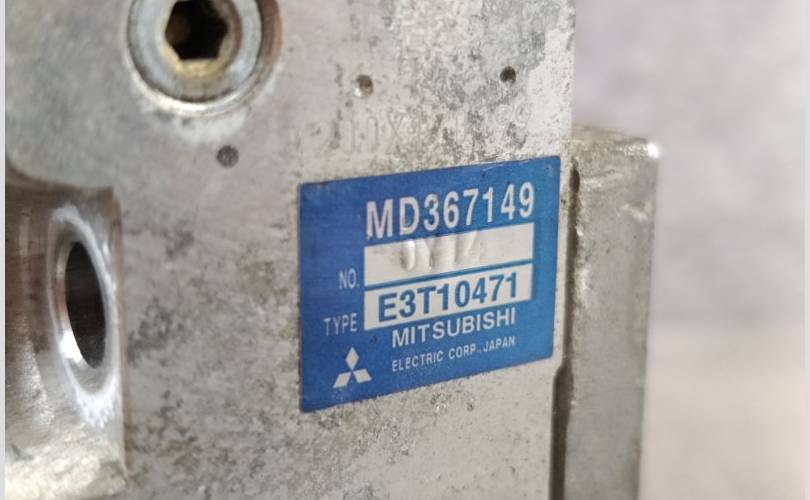 MD367149
NO.
TYPE E3T10471
MITSUBISHI
ELECTRIC CORP. JAPAN